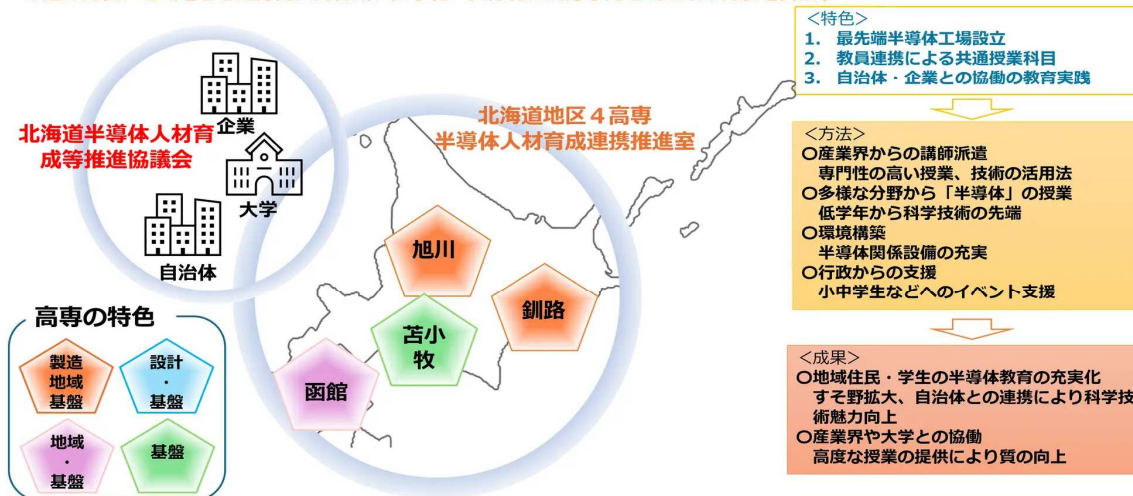 北海道半導体人材育
成等推進協議会
企業
大学
自治体
北海道地区４高専
半導体人材育成連携推進室
旭川
釧路
苫小
牧
函館
高専の特色
製造
地域
基盤
設計
・
基盤
地域
・
基盤
基盤
＜特色＞
1. 最先端半導体工場設立
2. 教員連携による共通授業科目
3. 自治体・企業との協働の教育実践
＜方法＞
〇産業界からの講師派遣
専門性の高い授業、技術の活用法
〇多様な分野から「半導体」の授業
低学年から科学技術の先端
〇環境構築
半導体関係設備の充実
〇行政からの支援
小中学生などへのイベント支援
＜成果＞
〇地域住民・学生の半導体教育の充実化
すそ野拡大、自治体との連携により科学技
術魅力向上
〇産業界や大学との協働
高度な授業の提供により質の向上